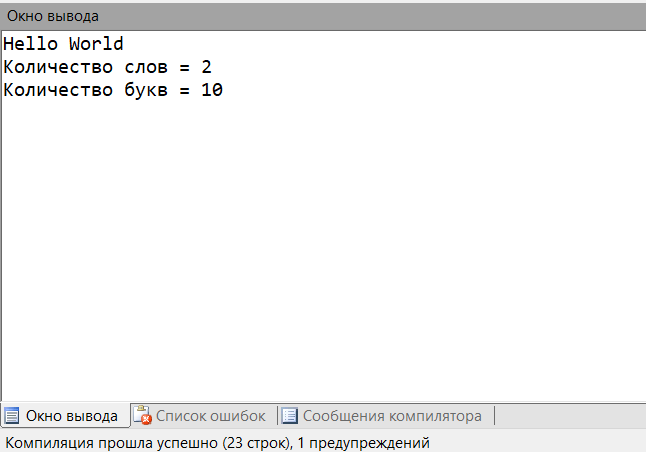 Окно вывода
Hello World
Количество слов = 2
Количество букв = 10
Окно вывода Список ошибок Сообщения компилятора
Компиляция прошла успешно (23 строк), 1 предупреждений